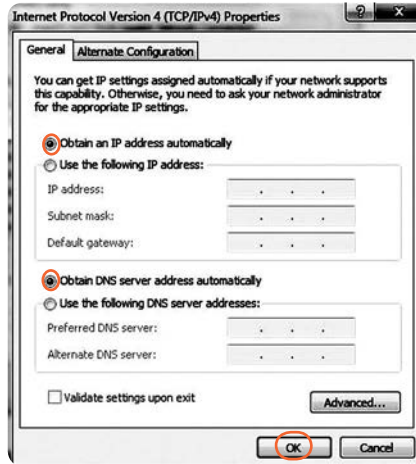 Internet Protocol Version 4 (TCP/IPv4) Properties
? X
General
Alternate Configuration
You can get IP settings assigned automatically if your network supports
this capability. Otherwise, you need to ask your network administrator
for the appropriate IP settings.
Obtain an IP address automatically
Use the following IP address:
IP address:
. . .
Subnet mask:
. . .
Default gateway:
. . .
Obtain DNS server address automatically
Use the following DNS server addresses:
Preferred DNS server:
. . .
Alternate DNS server:
. . .
Validate settings upon exit
Advanced...
OK
Cancel